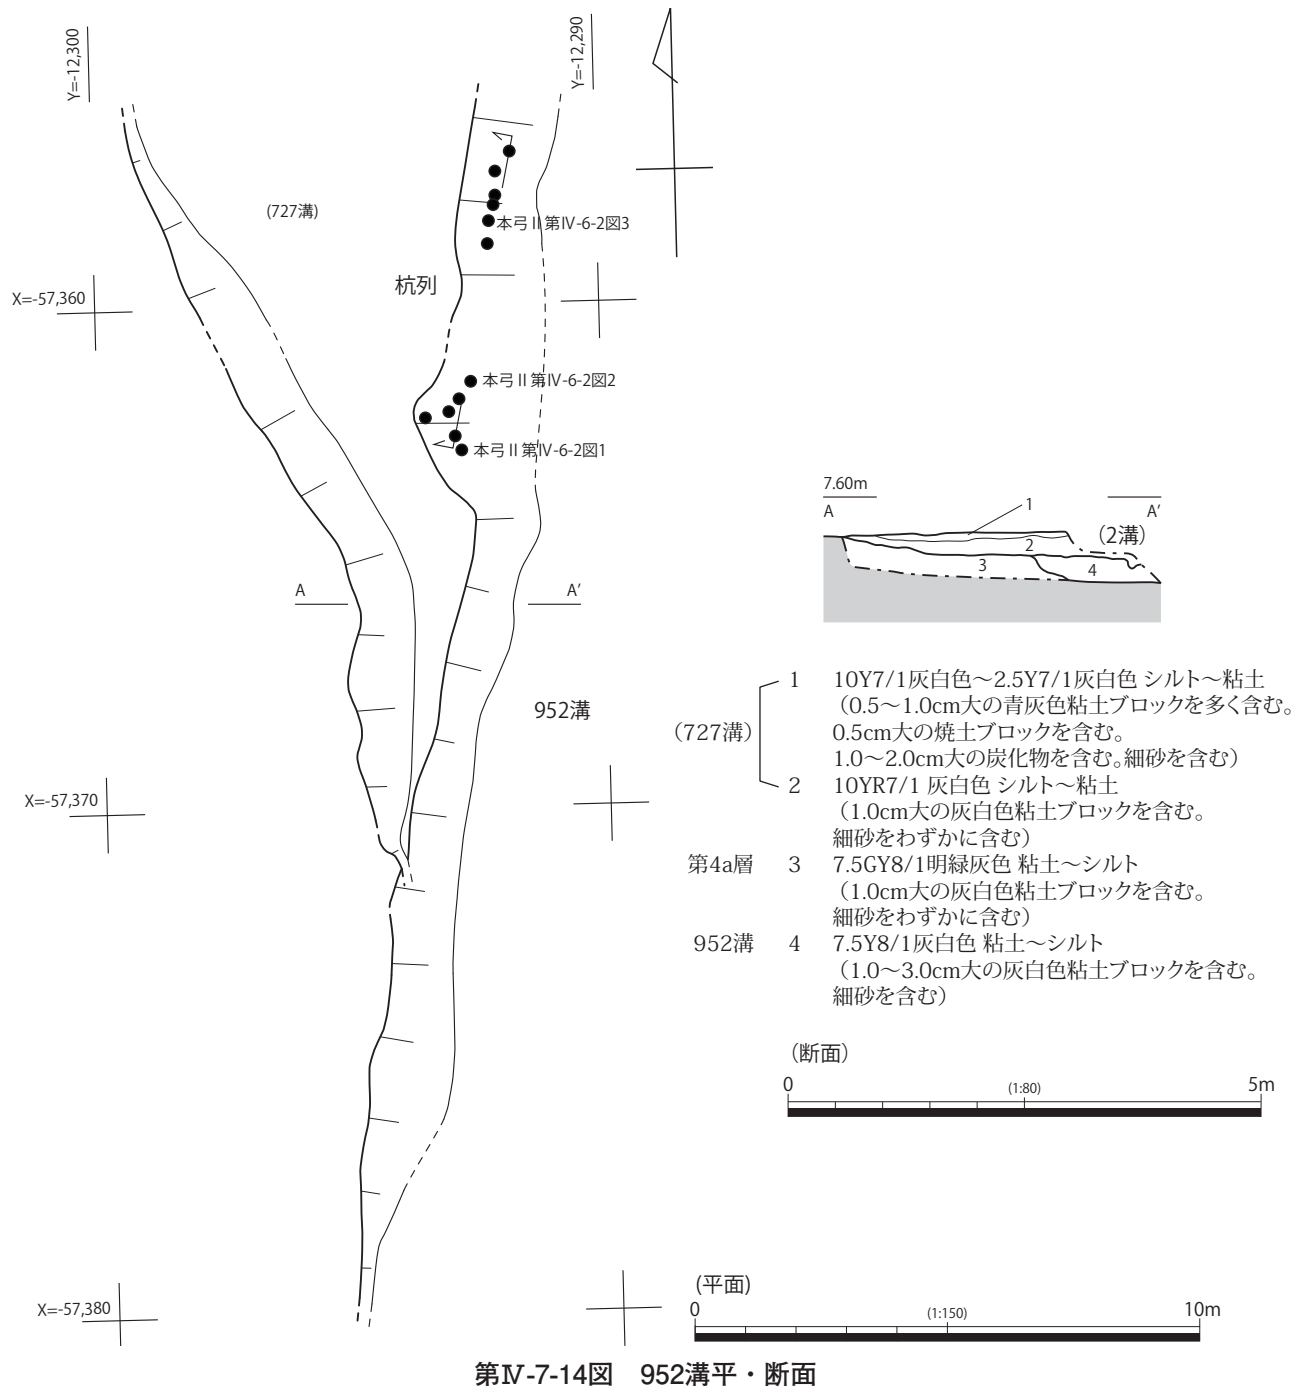 Y=-12,300
Y=-12,290
(727溝)
本弓Ⅱ第Ⅳ-6-2図3
杭列
X=-57,360
本弓Ⅱ第Ⅳ-6-2図2
本弓Ⅱ第Ⅳ-6-2図1
A
A'
952溝
X=-57,370
X=-57,380
7.60m
A
A'
1
(2溝)
2
3
4
(727溝)
1 10Y7/1灰白色～2.5Y7/1灰白色 シルト～粘土
(0.5～1.0cm大の青灰色粘土ブロックを多く含む。
0.5cm大の焼土ブロックを含む。
1.0～2.0cm大の炭化物を含む。細砂を含む)
2 10YR7/1 灰白色 シルト～粘土
(1.0cm大の灰白色粘土ブロックを含む。
細砂をわずかに含む)
第4a層 3 7.5GY8/1明緑灰色 粘土～シルト
(1.0cm大の灰白色粘土ブロックを含む。
細砂をわずかに含む)
952溝 4 7.5Y8/1灰白色 粘土～シルト
(1.0～3.0cm大の灰白色粘土ブロックを含む。
細砂を含む)
(断面)
0 (1:80) 5m
(平面)
0 (1:150) 10m
第Ⅳ-7-14図 952溝平・断面